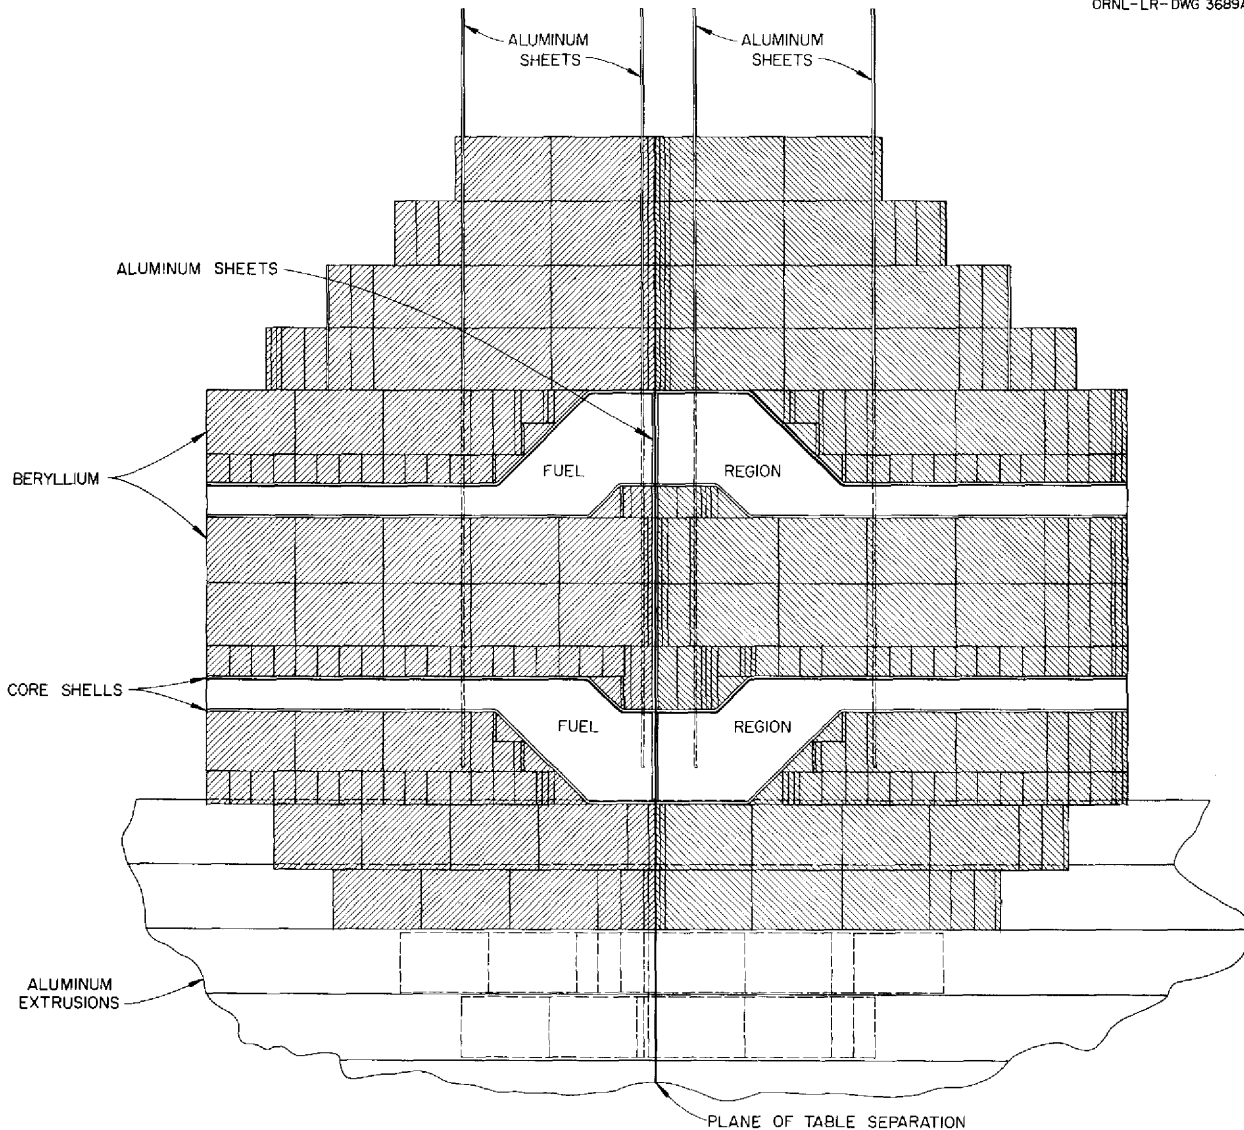 ORNL-LR-DWG 3689A
ALUMINUM
SHEETS
ALUMINUM
SHEETS
ALUMINUM SHEETS
BERYLLIUM
FUEL
REGION
CORE SHELLS
FUEL
REGION
ALUMINUM
EXTRUSIONS
PLANE OF TABLE SEPARATION